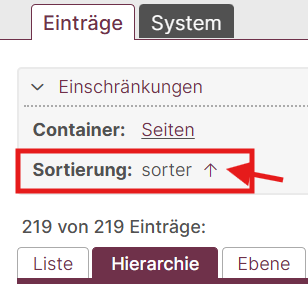 Einträge System
Einschränkungen
Container: Seiten
Sortierung: sorter ↑
219 von 219 Einträge:
Liste Hierarchie Ebene